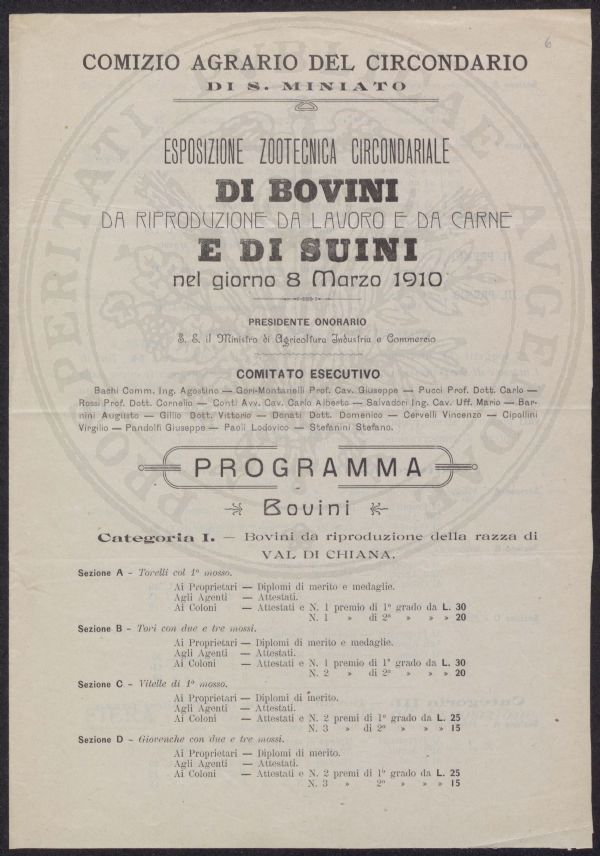 6
COMIZIO AGRARIO DEL CIRCONDARIO
DI S. MINIATO
ESPOSIZIONE ZOOTECNICA CIRCONDARIALE
DI BOVINI
DA RIPRODUZIONE DA LAVORO E DA CARNE
E DI SUINI
nel giorno 8 Marzo 1910
PRESIDENTE ONORARIO
S. E. il Ministro di Agricoltura Industria e Commercio
COMITATO ESECUTIVO
Bachi Comm. Ing. Agostino — Gori-Montanelli Prof. Cav. Giuseppe — Pucci Prof. Dott. Carlo —
Rossi Prof. Dott. Cornelio — Conti Avv. Cav. Carlo Alberto — Salvadori Ing. Cav. Uff. Mario — Bar-
nini Augusto — Gillio Dott. Vittorio — Donati Dott. Domenico — Cervelli Vincenzo — Cipollini
Virgilio — Pandolfi Giuseppe — Paoli Lodovico — Stefanini Stefano.
PROGRAMMA
Bovini
Categoria I. — Bovini da riproduzione della razza di
VAL DI CHIANA.
Sezione A - Torelli col 1º mosso.
Ai Proprietari — Diplomi di merito e medaglie.
Agli Agenti — Attestati.
Ai Coloni — Attestati e N. 1 premio di 1º grado da L. 30
N. 1 » di 2º » » » 20
Sezione B - Tori con due e tre mossi.
Ai Proprietari — Diplomi di merito e medaglie.
Agli Agenti — Attestati.
Ai Coloni — Attestati e N. 1 premio di 1º grado da L. 30
N. 2 » di 2º » » » 20
Sezione C - Vitelle di 1º mosso.
Ai Proprietari — Diplomi di merito.
Agli Agenti — Attestati.
Ai Coloni — Attestati e N. 2 premi di 1º grado da L. 25
N. 3 » di 2º » » » 15
Sezione D - Giovenche con due e tre mossi.
Ai Proprietari — Diplomi di merito.
Agli Agenti — Attestati.
Ai Coloni — Attestati e N. 2 premi di 1º grado da L. 25
N. 3 » 2º » » » 15